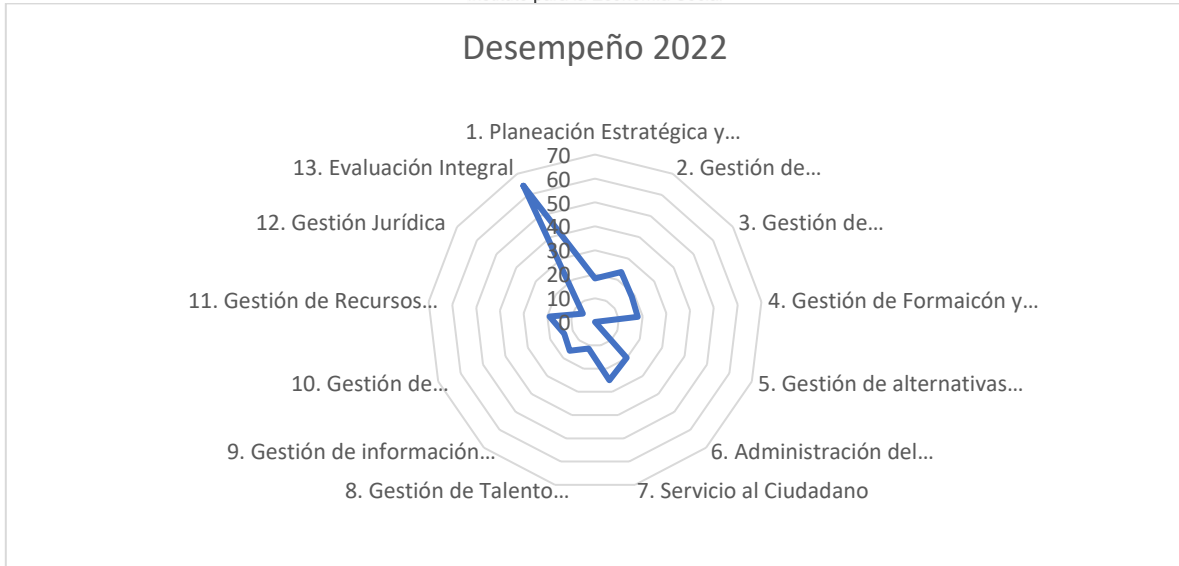 Desempeño 2022
1. Planeación Estratégica y...
2. Gestión de...
3. Gestión de...
4. Gestión de Formaicón y...
5. Gestión de alternativas...
6. Administración del...
7. Servicio al Ciudadano
8. Gestión de Talento...
9. Gestión de información...
10. Gestión de...
11. Gestión de Recursos...
12. Gestión Jurídica
13. Evaluación Integral
70
60
50
40
30
20
10
0